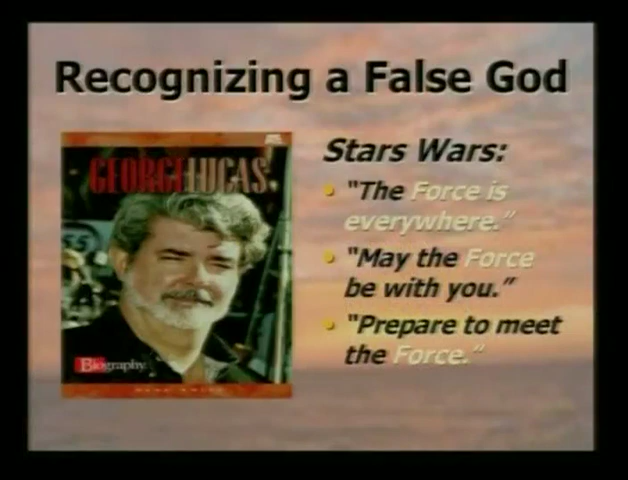 Recognizing a False God
GEORGE LUCAS
Stars Wars:
• "The Force is
everywhere."
• "May the Force
be with you."
• "Prepare to meet
the Force."
Biography